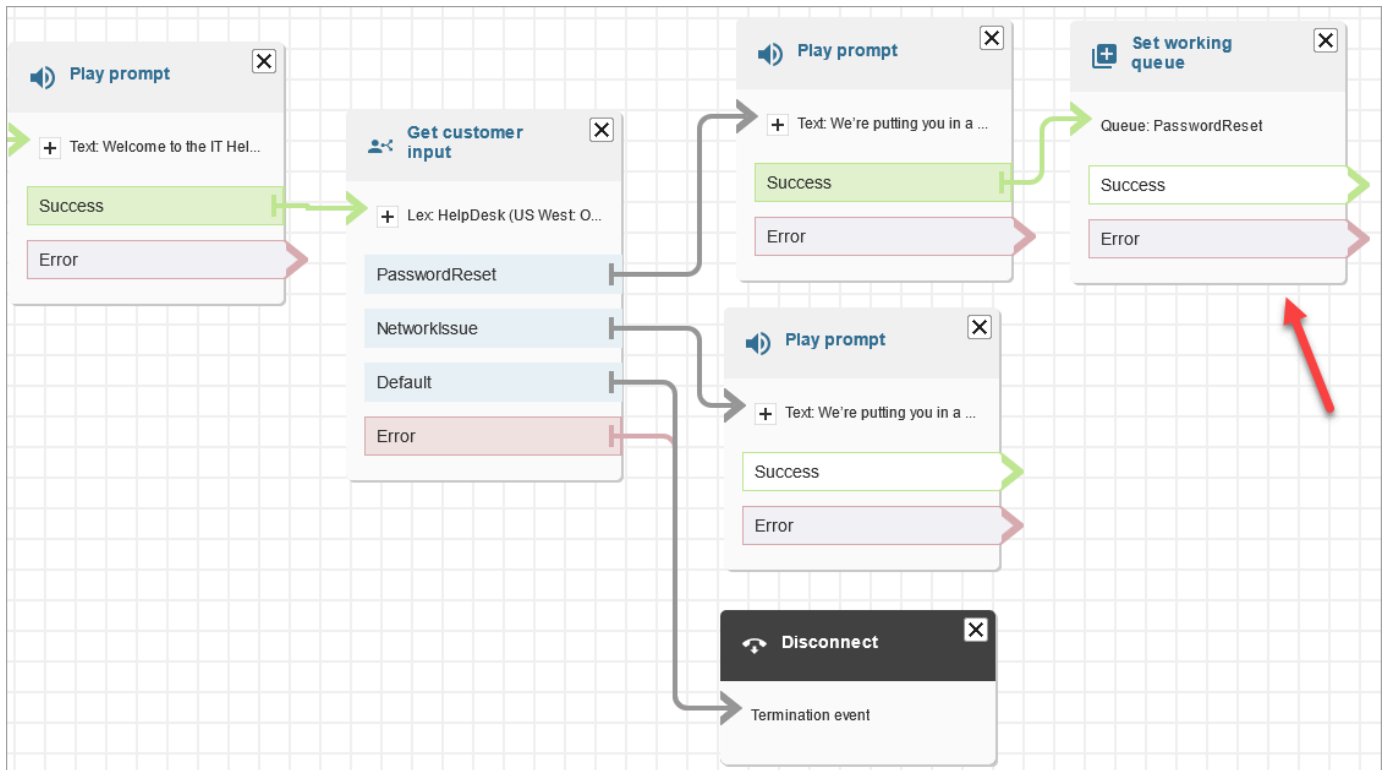 Play prompt
Text: Welcome to the IT Hel...
Success
Error
Get customer
input
Lex: HelpDesk (US West: O...
PasswordReset
NetworkIssue
Default
Error
Play prompt
Text: We're putting you in a ...
Success
Error
Set working
queue
Queue: PasswordReset
Success
Error
Play prompt
Text: We're putting you in a ...
Success
Error
Disconnect
Termination event